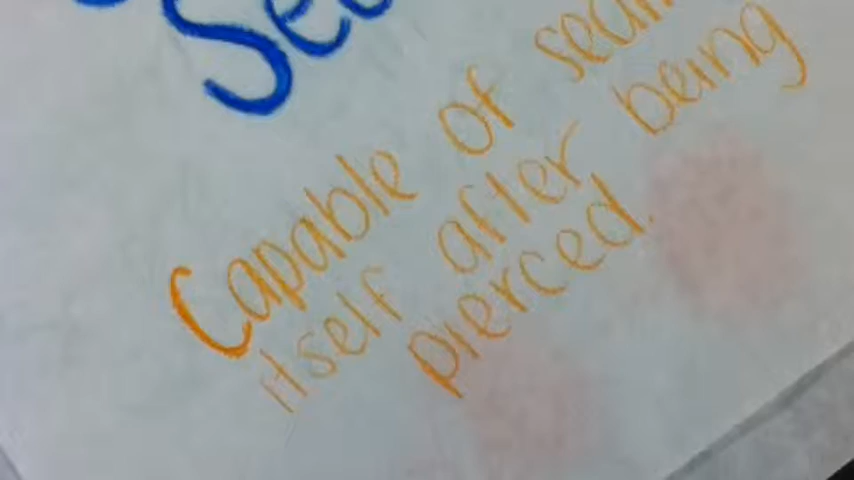 Capable of
itself after being
pierced.